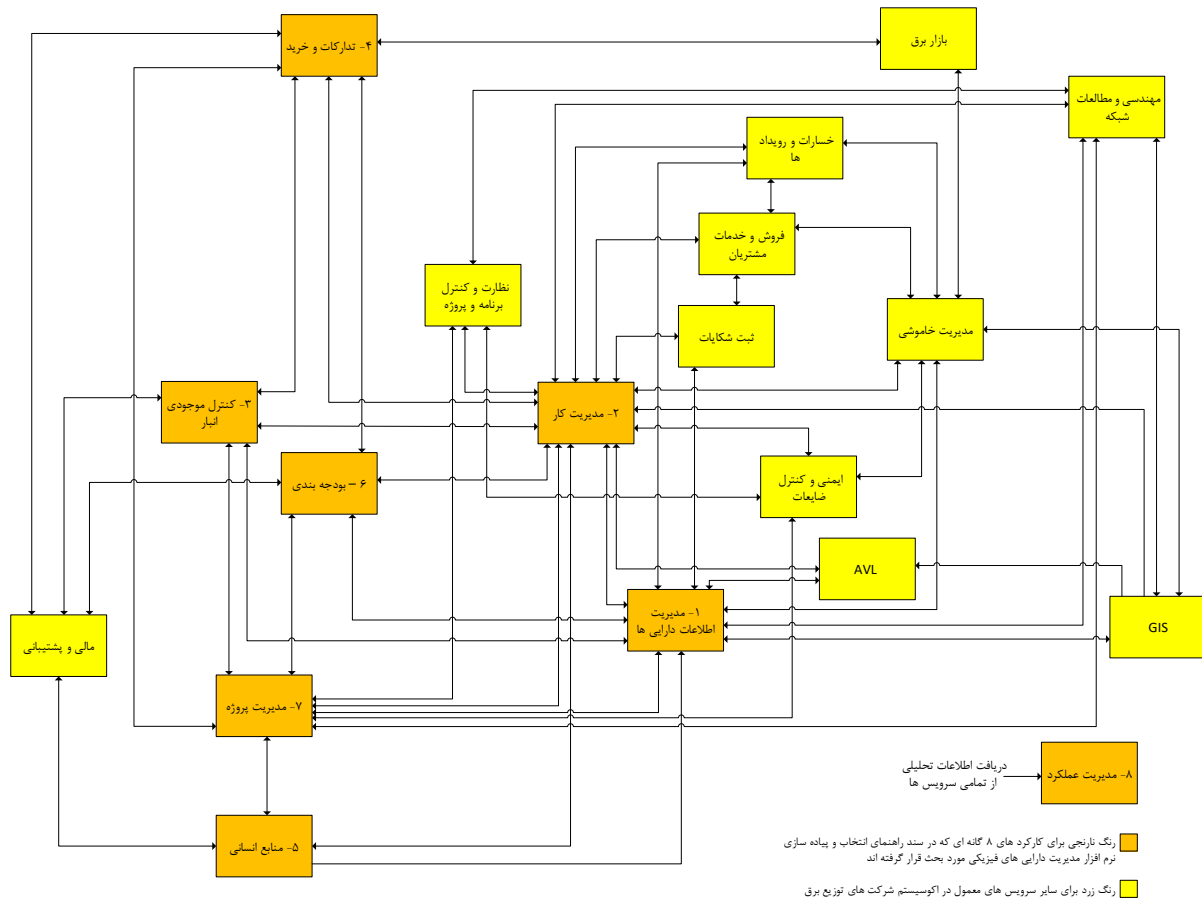 ۴- تدارکات و خرید
بازار برق
مهندسی و مطالعات
شبکه
خسارات و رویداد
ها
فروش و خدمات
مشتریان
نظارت و کنترل
برنامه و پروژه
ثبت شکایات
مدیریت خاموشی
۳- کنترل موجودی
انبار
۲- مدیریت کار
۶ – بودجه بندی
ایمنی و کنترل
ضایعات
AVL
۱- مدیریت
اطلاعات دارایی ها
GIS
مالی و پشتیبانی
۷- مدیریت پروژه
۵- منابع انسانی
۸- مدیریت عملکرد
دریافت اطلاعات تحلیلی
از تمامی سرویس ها
رنگ نارنجی برای کارکرد های ۸ گانه ای که در سند راهنمای انتخاب و پیاده سازی
نرم افزار مدیریت دارایی های فیزیکی مورد بحث قرار گرفته اند
رنگ زرد برای سایر سرویس های معمول در اکوسیستم شرکت های توزیع برق